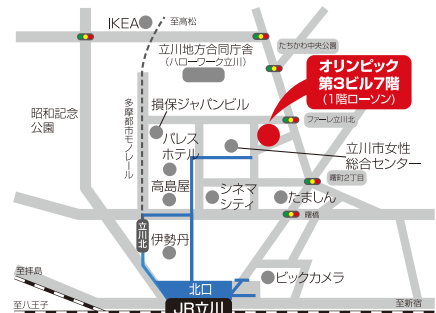 IKEA
至高松
立川地方合同庁舎
(ハローワーク立川)
たちかわ中央公園
オリンピック
第3ビル7階
(1階ローソン)
昭和記念
公園
多摩都市モノレール
損保ジャパンビル
ファーレ立川北
パレス
ホテル
立川市女性
総合センター
高島屋
シネマ
シティ
曙町2丁目
たましん
曙橋
立川北
伊勢丹
北口
ビックカメラ
至拝島
至八王子
JR立川
至新宿